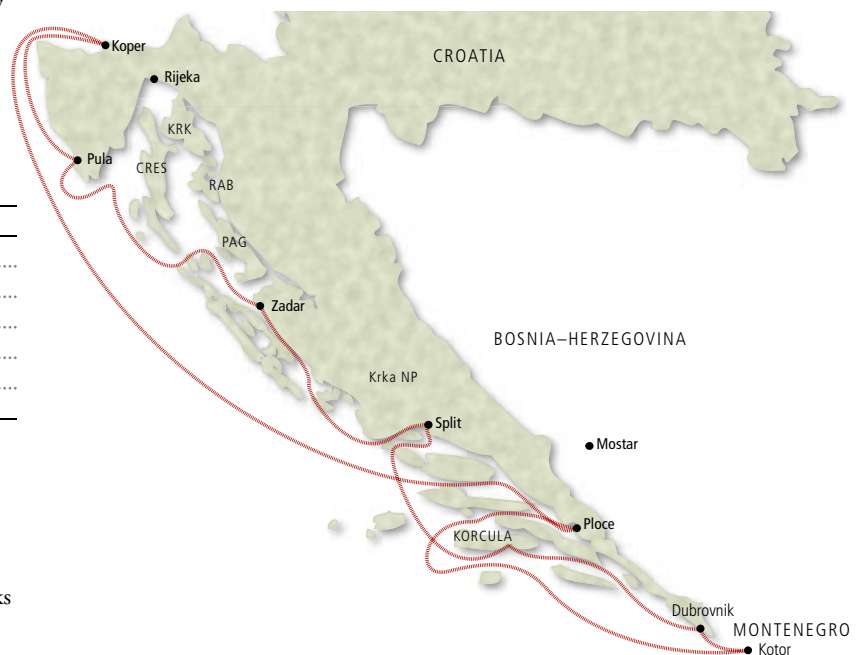 y
CROATIA
Koper
Rijeka
KRK
Pula
CRES
RAB
PAG
Zadar
BOSNIA–HERZEGOVINA
Krka NP
Split
Mostar
Ploce
KORCULA
ks
Dubrovnik
MONTENEGRO
Kotor